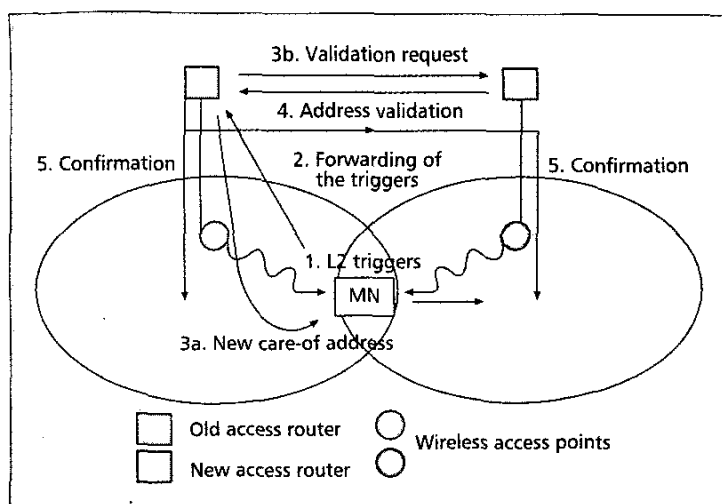 3b. Validation request
4. Address validation
5. Confirmation
2. Forwarding of
the triggers
5. Confirmation
1. L2 triggers
MN
3a. New care-of address
Old access router
Wireless access points
New access router